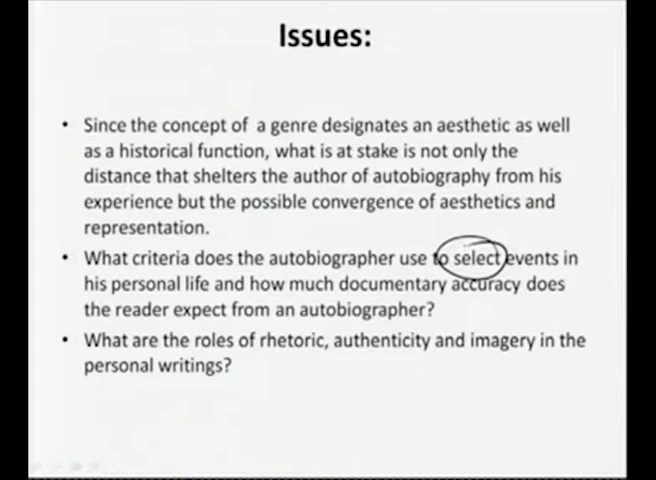 Issues:
• Since the concept of a genre designates an aesthetic as well
as a historical function, what is at stake is not only the
distance that shelters the author of autobiography from his
experience but the possible convergence of aesthetics and
representation.
• What criteria does the autobiographer use to select events in
his personal life and how much documentary accuracy does
the reader expect from an autobiographer?
• What are the roles of rhetoric, authenticity and imagery in the
personal writings?